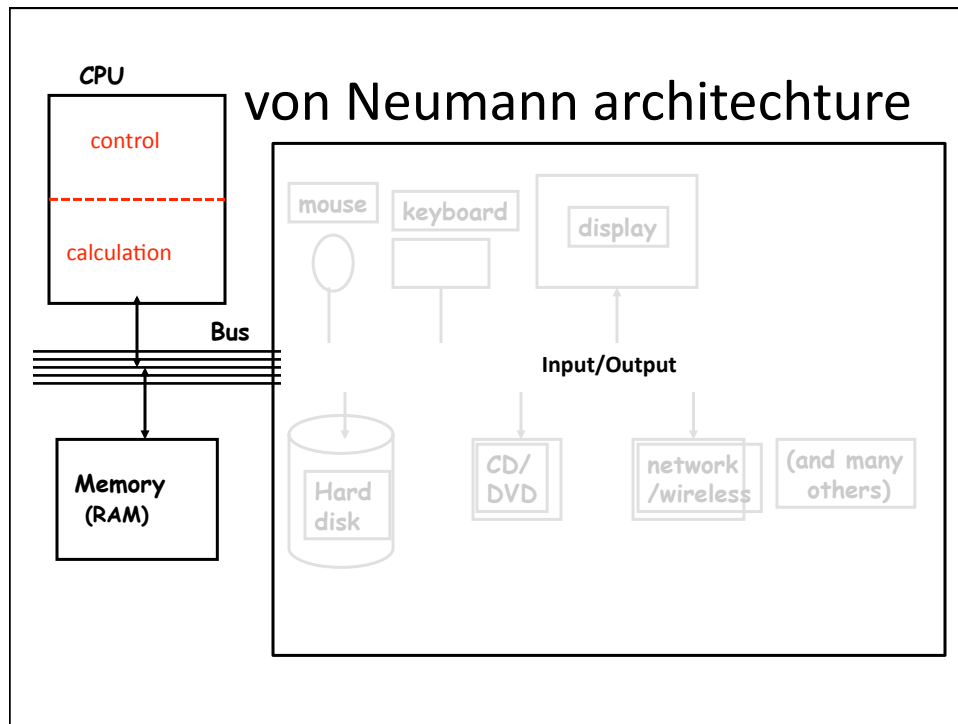 CPU
von Neumann architechture
control
calculation
mouse
keyboard
display
Bus
Input/Output
Memory
(RAM)
Hard
disk
CD/
DVD
network
/wireless
(and many
others)